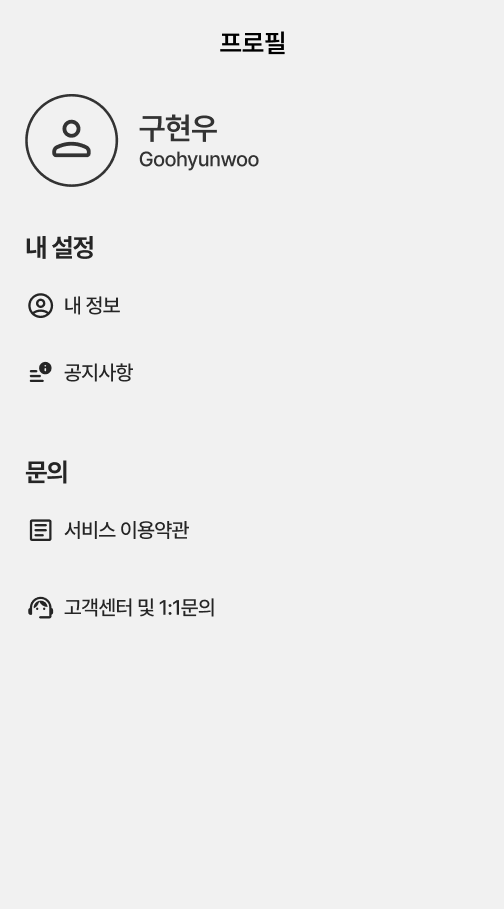 프로필
구현우
Goohyunwoo
내 설정
내 정보
공지사항
문의
서비스 이용약관
고객센터 및 1:1문의